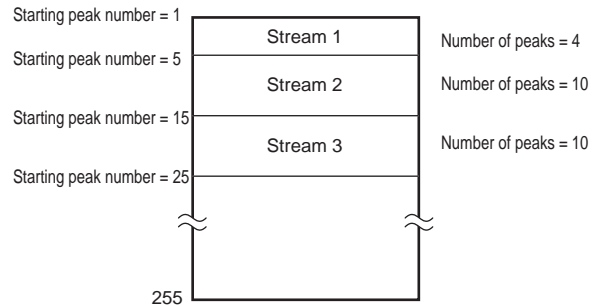 Starting peak number = 1
Stream 1
Number of peaks = 4
Starting peak number = 5
Stream 2
Number of peaks = 10
Starting peak number = 15
Stream 3
Number of peaks = 10
Starting peak number = 25
255